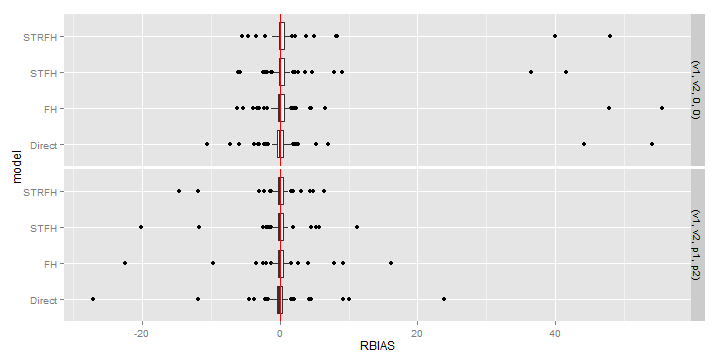 STRFH
STFH
FH
Direct
(v1, v2, 0, 0)
model
STRFH
STFH
FH
Direct
(v1, v2, p1, p2)
-20
0
20
40
RBIAS